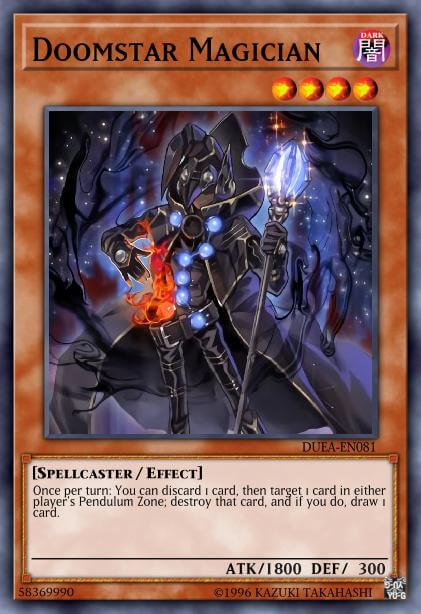 DOOMSTAR MAGICIAN
DARK
闇
DUEA-EN081
[SPELLCASTER / EFFECT]
Once per turn: You can discard 1 card, then target 1 card in either
player's Pendulum Zone; destroy that card, and if you do, draw 1
card.
ATK/1800 DEF/ 300
58369990
©1996 KAZUKI TAKAHASHI